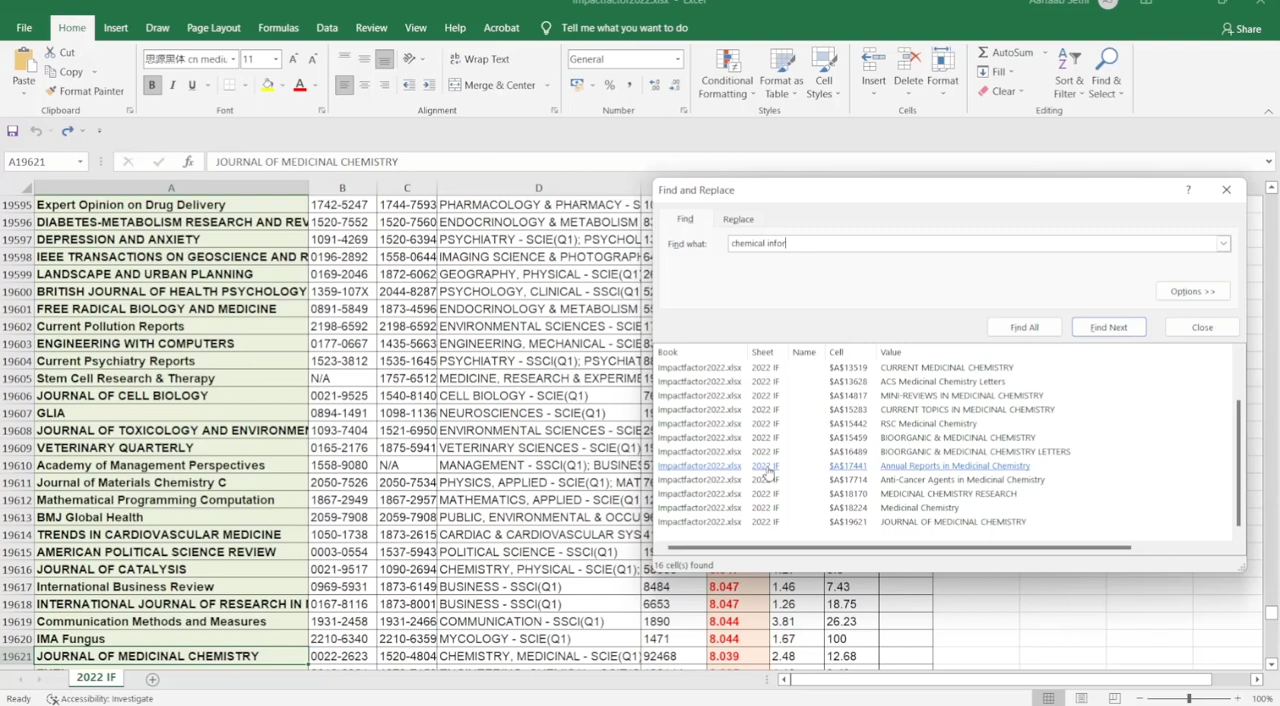 Impactfactor2022.xlsx - Excel
Aartaab Sethi
File Home Insert Draw Page Layout Formulas Data Review View Help Acrobat Tell me what you want to do Share
Cut
Copy
Format Painter
Paste
Clipboard
思源黑体 cn medi 11
B I U
Font
Wrap Text
Merge & Center
Alignment
General
Number
Conditional Formatting
Format as Table
Cell Styles
Styles
Insert Delete Format
Cells
AutoSum
Fill
Clear
Sort & Filter
Find & Select
Editing
A19621 fx JOURNAL OF MEDICINAL CHEMISTRY
A B C D
19595 Expert Opinion on Drug Delivery 1742-5247 1744-7593 PHARMACOLOGY & PHARMACY - S
19596 DIABETES-METABOLISM RESEARCH AND REV 1520-7552 1520-7560 ENDOCRINOLOGY & METABOLISM
19597 DEPRESSION AND ANXIETY 1091-4269 1520-6394 PSYCHIATRY - SCIE(Q1); PSYCHOL
19598 IEEE TRANSACTIONS ON GEOSCIENCE AND R 0196-2892 1558-0644 IMAGING SCIENCE & PHOTOGRAP
19599 LANDSCAPE AND URBAN PLANNING 0169-2046 1872-6062 GEOGRAPHY, PHYSICAL - SCIE(Q1)
19600 BRITISH JOURNAL OF HEALTH PSYCHOLOGY 1359-107X 2044-8287 PSYCHOLOGY, CLINICAL - SSCI(Q1)
19601 FREE RADICAL BIOLOGY AND MEDICINE 0891-5849 1873-4596 ENDOCRINOLOGY & METABOLISM
19602 Current Pollution Reports 2198-6592 2198-6592 ENVIRONMENTAL SCIENCES - SCIE
19603 ENGINEERING WITH COMPUTERS 0177-0667 1435-5663 ENGINEERING, MECHANICAL - SCIE
19604 Current Psychiatry Reports 1523-3812 1535-1645 PSYCHIATRY - SSCI(Q1); PSYCHIAT
19605 Stem Cell Research & Therapy N/A 1757-6512 MEDICINE, RESEARCH & EXPERIME
19606 JOURNAL OF CELL BIOLOGY 0021-9525 1540-8140 CELL BIOLOGY - SCIE(Q1)
19607 GLIA 0894-1491 1098-1136 NEUROSCIENCES - SCIE(Q1)
19608 JOURNAL OF TOXICOLOGY AND ENVIRONMEN 1093-7404 1521-6950 ENVIRONMENTAL SCIENCES - SCIE
19609 VETERINARY QUARTERLY 0165-2176 1875-5941 VETERINARY SCIENCES - SCIE(Q1)
19610 Academy of Management Perspectives 1558-9080 N/A MANAGEMENT - SSCI(Q1); BUSINES
19611 Journal of Materials Chemistry C 2050-7526 2050-7534 PHYSICS, APPLIED - SCIE(Q1); MAT
19612 Mathematical Programming Computation 1867-2949 1867-2957 MATHEMATICS, APPLIED - SCIE(Q1)
19613 BMJ Global Health 2059-7908 2059-7908 PUBLIC, ENVIRONMENTAL & OCCU
19614 TRENDS IN CARDIOVASCULAR MEDICINE 1050-1738 1873-2615 CARDIAC & CARDIOVASCULAR SYS
19615 AMERICAN POLITICAL SCIENCE REVIEW 0003-0554 1537-5943 POLITICAL SCIENCE - SSCI(Q1)
19616 JOURNAL OF CATALYSIS 0021-9517 1090-2694 CHEMISTRY, PHYSICAL - SCIE(Q1);
19617 International Business Review 0969-5931 1873-6149 BUSINESS - SSCI(Q1) 8484 8.047 1.46 7.43
19618 INTERNATIONAL JOURNAL OF RESEARCH IN 0167-8116 1873-8001 BUSINESS - SSCI(Q1) 6653 8.047 1.26 18.75
19619 Communication Methods and Measures 1931-2458 1931-2466 COMMUNICATION - SSCI(Q1) 1890 8.044 3.81 26.23
19620 IMA Fungus 2210-6340 2210-6359 MYCOLOGY - SCIE(Q1) 1471 8.044 1.67 100
19621 JOURNAL OF MEDICINAL CHEMISTRY 0022-2623 1520-4804 CHEMISTRY, MEDICINAL - SCIE(Q1) 92468 8.039 2.48 12.68
Find and Replace
Find Replace
Find what: chemical infor
Options >>
Find All Find Next Close
Book Sheet Name Cell Value
Impactfactor2022.xlsx 2022 IF $A$13519 CURRENT MEDICINAL CHEMISTRY
Impactfactor2022.xlsx 2022 IF $A$13628 ACS Medicinal Chemistry Letters
Impactfactor2022.xlsx 2022 IF $A$14817 MINI-REVIEWS IN MEDICINAL CHEMISTRY
Impactfactor2022.xlsx 2022 IF $A$15283 CURRENT TOPICS IN MEDICINAL CHEMISTRY
Impactfactor2022.xlsx 2022 IF $A$15442 RSC Medicinal Chemistry
Impactfactor2022.xlsx 2022 IF $A$15459 BIOORGANIC & MEDICINAL CHEMISTRY
Impactfactor2022.xlsx 2022 IF $A$16489 BIOORGANIC & MEDICINAL CHEMISTRY LETTERS
Impactfactor2022.xlsx 2022 IF $A$17441 Annual Reports in Medicinal Chemistry
Impactfactor2022.xlsx 2022 IF $A$17714 Anti-Cancer Agents in Medicinal Chemistry
Impactfactor2022.xlsx 2022 IF $A$18170 MEDICINAL CHEMISTRY RESEARCH
Impactfactor2022.xlsx 2022 IF $A$18224 Medicinal Chemistry
Impactfactor2022.xlsx 2022 IF $A$19621 JOURNAL OF MEDICINAL CHEMISTRY
16 cell(s) found
2022 IF
Ready Accessibility: Investigate 100%